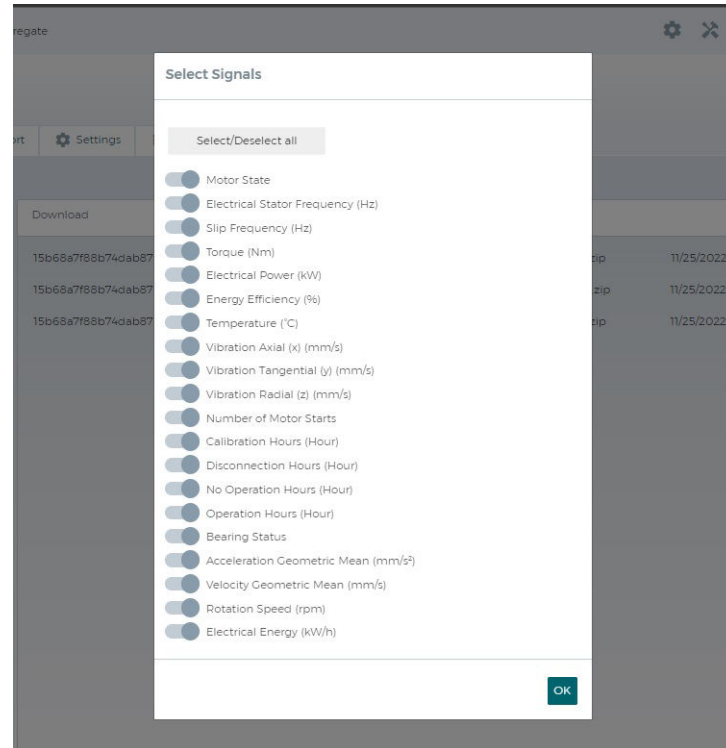 regate
Select Signals
Select/Deselect all
ort
Settings
Motor State
Electrical Stator Frequency (Hz)
Download
Slip Frequency (Hz)
Torque (Nm)
15b68a7f88b74dab87
zip
11/25/2022
Electrical Power (kW)
15b68a7f88b74dab87
zip
11/25/2022
Energy Efficiency (%)
15b68a7f88b74dab87
zip
11/25/2022
Temperature (°C)
Vibration Axial (x) (mm/s)
Vibration Tangential (y) (mm/s)
Vibration Radial (z) (mm/s)
Number of Motor Starts
Calibration Hours (Hour)
Disconnection Hours (Hour)
No Operation Hours (Hour)
Operation Hours (Hour)
Bearing Status
Acceleration Geometric Mean (mm/s²)
Velocity Geometric Mean (mm/s)
Rotation Speed (rpm)
Electrical Energy (kW/h)
OK